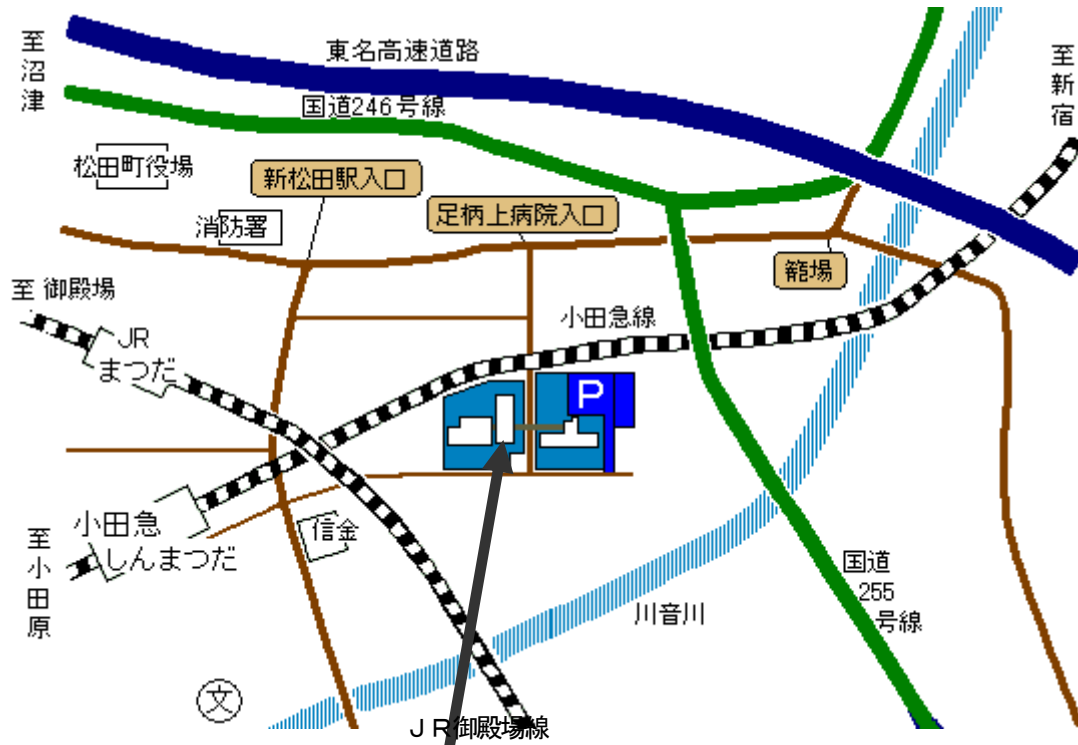 至沼津
東名高速道路
至新宿
国道246号線
松田町役場
新松田駅入口
足柄上病院入口
消防署
籠場
至 御殿場
小田急線
JR
まつだ
P
小田急
しんまつだ
信金
至小田原
国道
255
号線
川音川
文
JR御殿場線